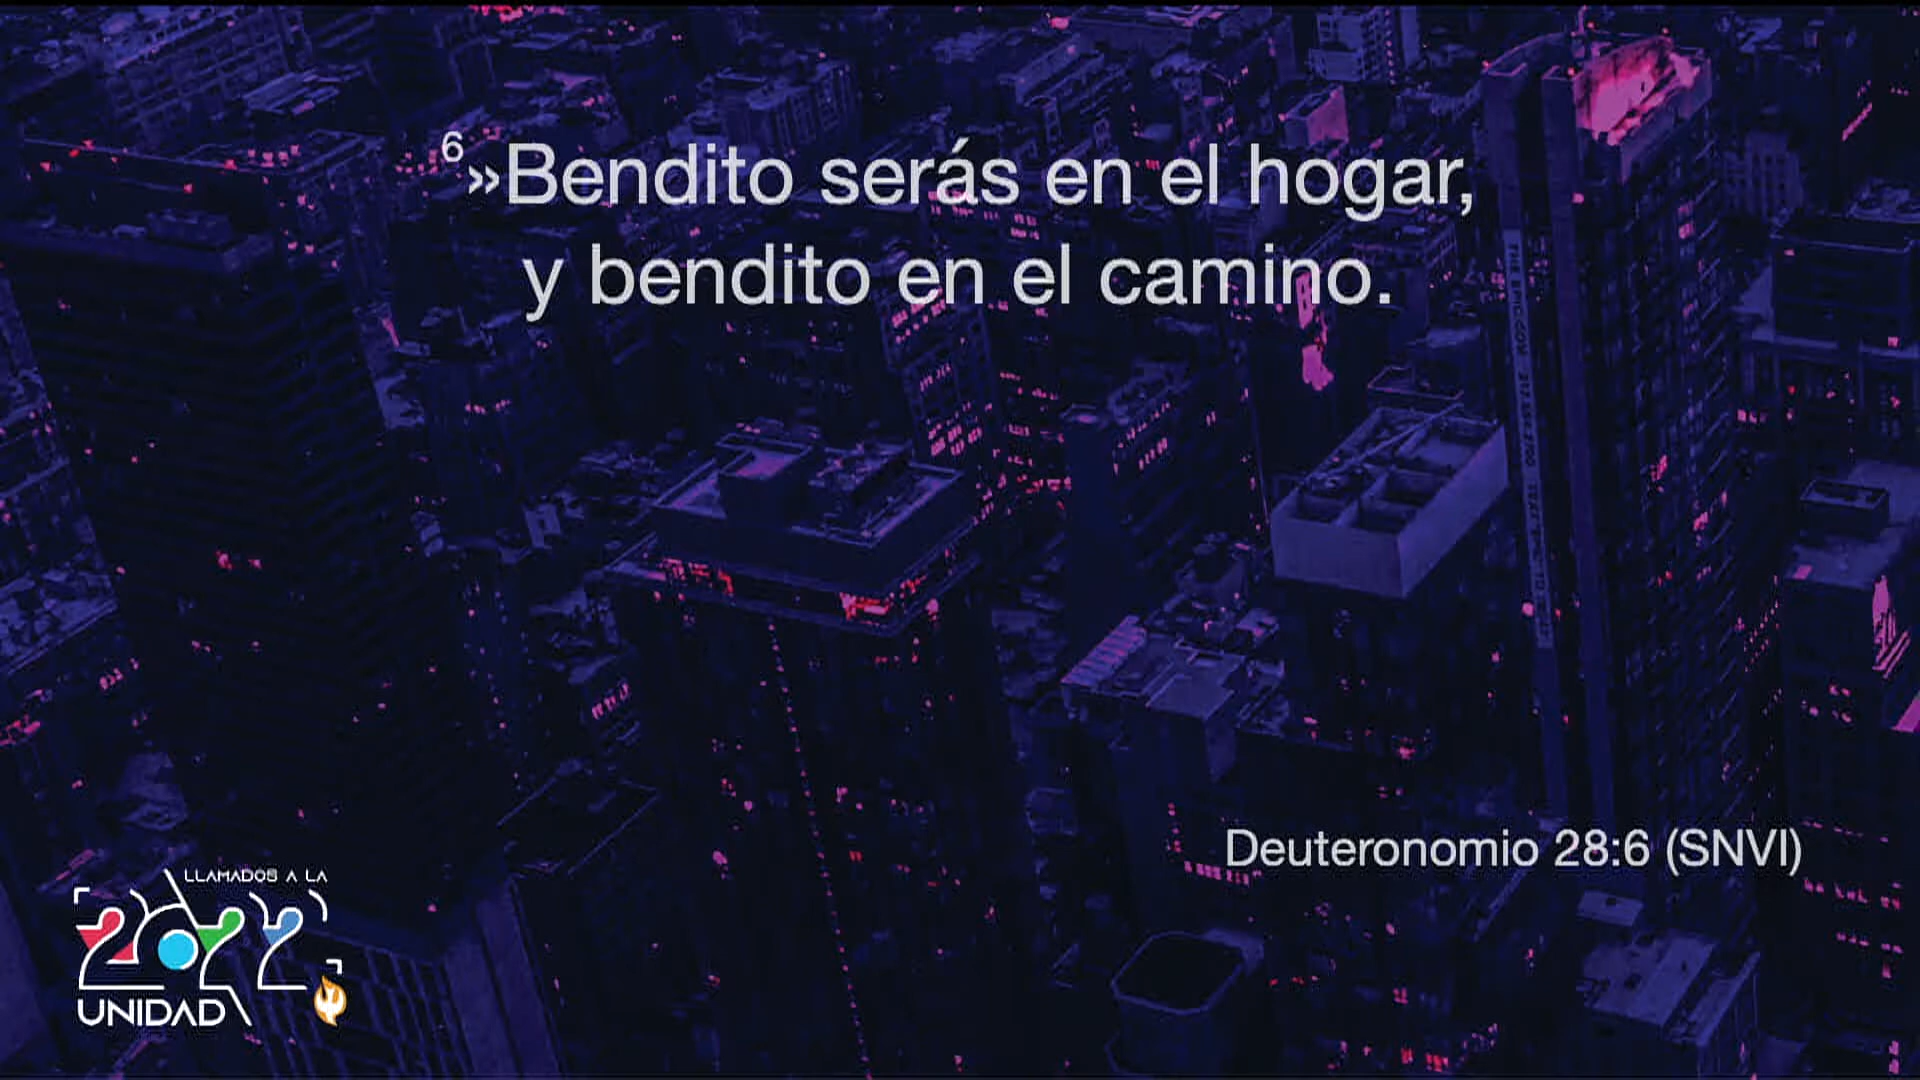 6 »Bendito serás en el hogar,
y bendito en el camino.
Deuteronomio 28:6 (SNVI)
LLAMADOS A LA
2022
UNIDAD